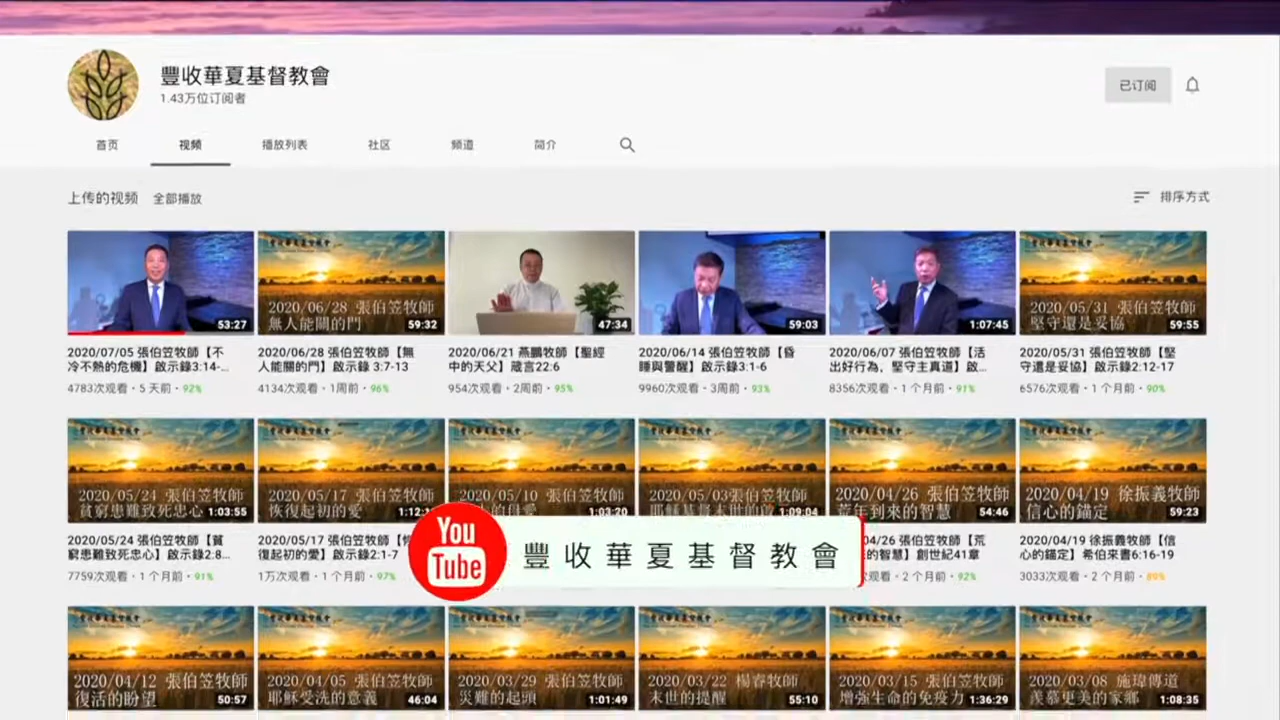 豐收華夏基督教會
1.43万位订阅者
已订阅
首页
视频
播放列表
社区
频道
简介
上传的视频
全部播放
排序方式
53:27
2020/06/28 張伯笠牧師
無人能關的門
59:32
47:34
59:03
1:07:45
2020/05/31 張伯笠牧師
堅守還是妥協
59:55
2020/07/05 張伯笠牧師【不
冷不熱的危機】啟示錄3:14-...
4783次观看・5 天前・92%
2020/06/28 張伯笠牧師【無
人能關的門】啟示錄 3:7-13
4134次观看・1周前・96%
2020/06/21 燕鵬牧師【聖經
中的天父】箴言22:6
954次观看・2周前・95%
2020/06/14 張伯笠牧師【昏
睡與警醒】啟示錄3:1-6
9960次观看・3周前・93%
2020/06/07 張伯笠牧師【活
出好行為，堅守主真道】啟...
8356次观看・1 个月前・91%
2020/05/31 張伯笠牧師【堅
守還是妥協】啟示錄2:12-17
6576次观看・1 个月前・90%
2020/05/24 張伯笠牧師
貧窮患難致死忠心
1:03:55
2020/05/17 張伯笠牧師
恢復起初的愛
2020/05/10 張伯笠牧師
1:03:20
2020/05/03張伯笠牧師
1:09:04
2020/04/26 張伯笠牧師
荒年到來的智慧
54:46
2020/04/19 徐振義牧師
信心的錨定
59:23
2020/05/24 張伯笠牧師【貧
窮患難致死忠心】啟示錄2:8...
7759次观看・1 个月前・91%
2020/05/17 張伯笠牧師【恢
復起初的愛】啟示錄2:1-7
1万次观看・1 个月前・97%
04/26 張伯笠牧師【荒
的智慧】創世紀41章
次观看・2 个月前・92%
2020/04/19 徐振義牧師【信
心的錨定】希伯來書6:16-19
3033次观看・2 个月前・89%
You
Tube
豐收華夏基督教會
2020/04/12 張伯笠牧師
復活的盼望
50:57
2020/04/05 張伯笠牧師
耶穌受洗的意義
46:04
2020/03/29 張伯笠牧師
災難的起頭
1:01:49
2020/03/22 楊春牧師
末世的提醒
55:10
2020/03/15 張伯笠牧師
增強生命的免疫力
1:36:29
2020/03/08 施瑋傳道
羨慕更美的家鄉
1:08:35